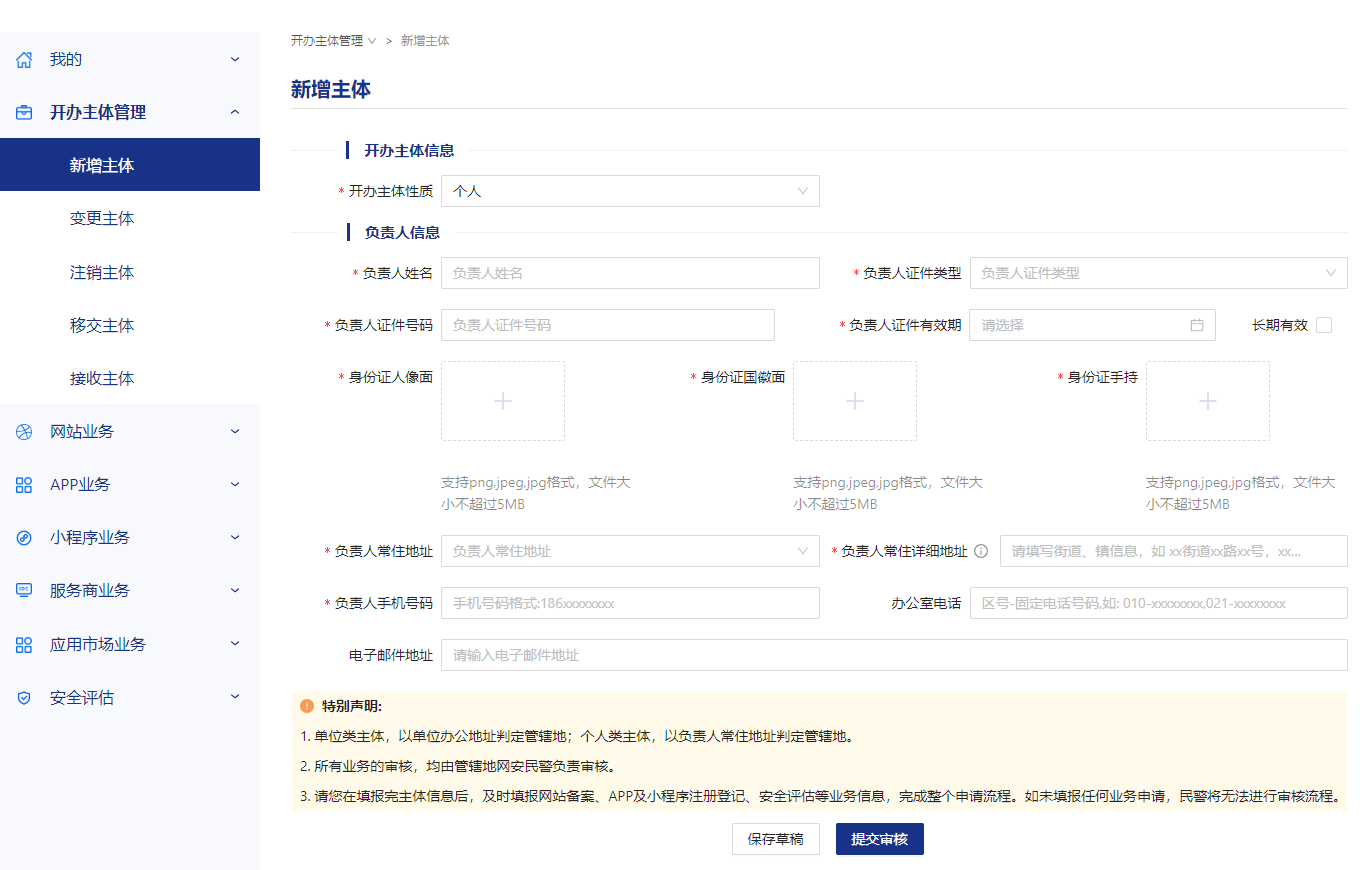 我的
开办主体管理
新增主体
变更主体
注销主体
移交主体
接收主体
网站业务
APP业务
小程序业务
服务商业务
应用市场业务
安全评估
开办主体管理 > 新增主体
新增主体
开办主体信息
* 开办主体性质 个人
负责人信息
* 负责人姓名 负责人姓名 * 负责人证件类型 负责人证件类型
* 负责人证件号码 负责人证件号码 * 负责人证件有效期 请选择 长期有效
* 身份证人像面 * 身份证国徽面 * 身份证手持
支持png,jpeg,jpg格式，文件大 支持png,jpeg,jpg格式，文件大 支持png,jpeg,jpg格式，文件大
小不超过5MB 小不超过5MB 小不超过5MB
* 负责人常住地址 负责人常住地址 * 负责人常住详细地址 请填写街道、镇信息，如 xx街道xx路xx号，xx...
* 负责人手机号码 手机号码格式:186xxxxxxxx 办公室电话 区号-固定电话号码,如: 010-xxxxxxxx,021-xxxxxxxx
电子邮件地址 请输入电子邮件地址
特别声明:
1. 单位类主体，以单位办公地址判定管辖地；个人类主体，以负责人常住地址判定管辖地。
2. 所有业务的审核，均由管辖地网安民警负责审核。
3. 请您在填报完主体信息后，及时填报网站备案、APP及小程序注册登记、安全评估等业务信息，完成整个申请流程。如未填报任何业务申请，民警将无法进行审核流程。
保存草稿 提交审核